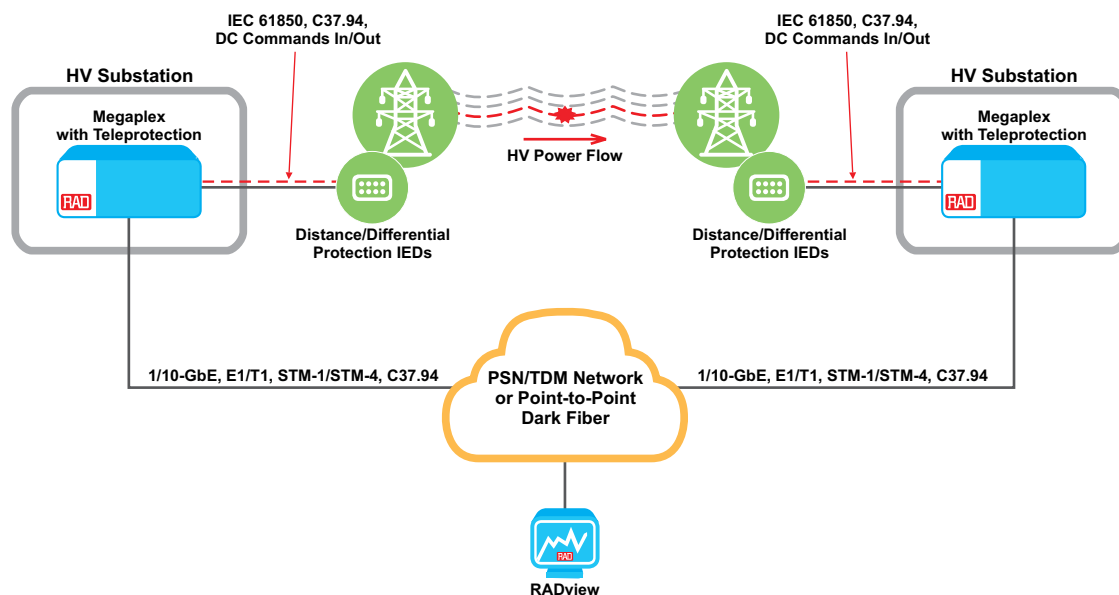 IEC 61850, C37.94,
DC Commands In/Out
HV Substation
Megaplex
with Teleprotection
RAD
HV Power Flow
Distance/Differential
Protection IEDs
IEC 61850, C37.94,
DC Commands In/Out
HV Substation
Megaplex
with Teleprotection
RAD
Distance/Differential
Protection IEDs
1/10-GbE, E1/T1, STM-1/STM-4, C37.94
PSN/TDM Network
or Point-to-Point
Dark Fiber
1/10-GbE, E1/T1, STM-1/STM-4, C37.94
RAD
RADview